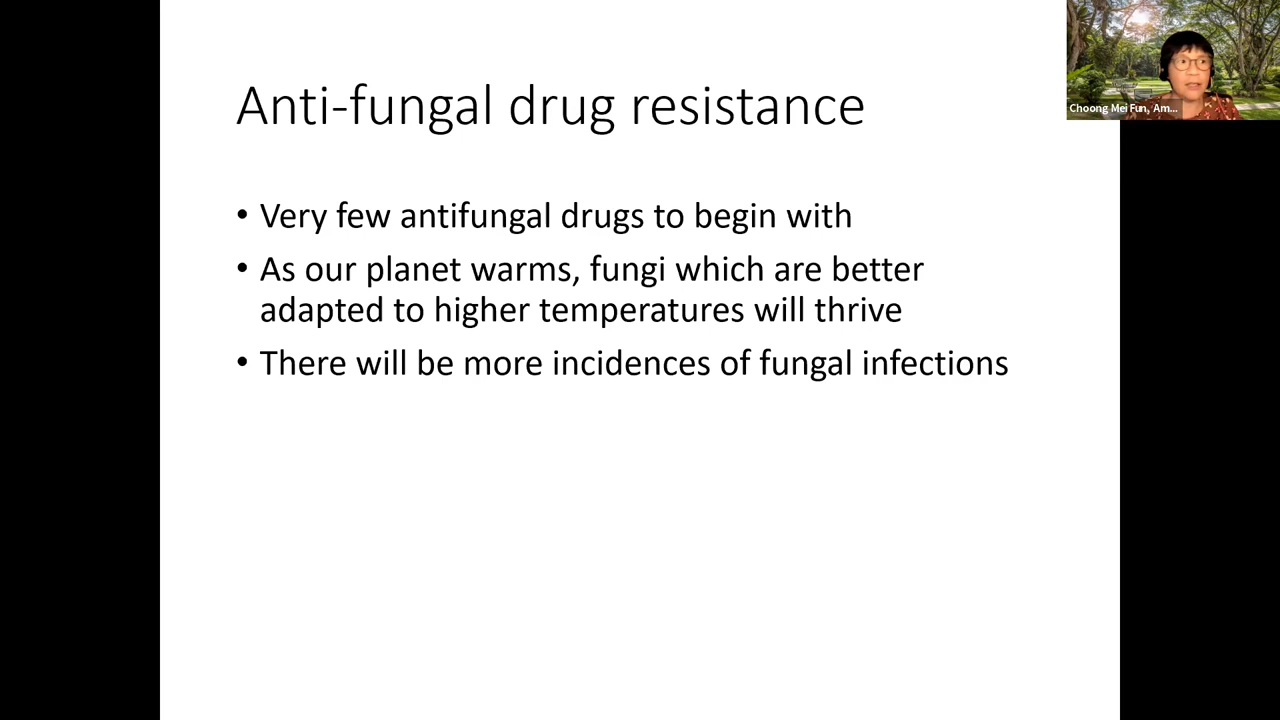 Anti-fungal drug resistance
Choong Mei Fun, Am...
• Very few antifungal drugs to begin with
• As our planet warms, fungi which are better
adapted to higher temperatures will thrive
• There will be more incidences of fungal infections